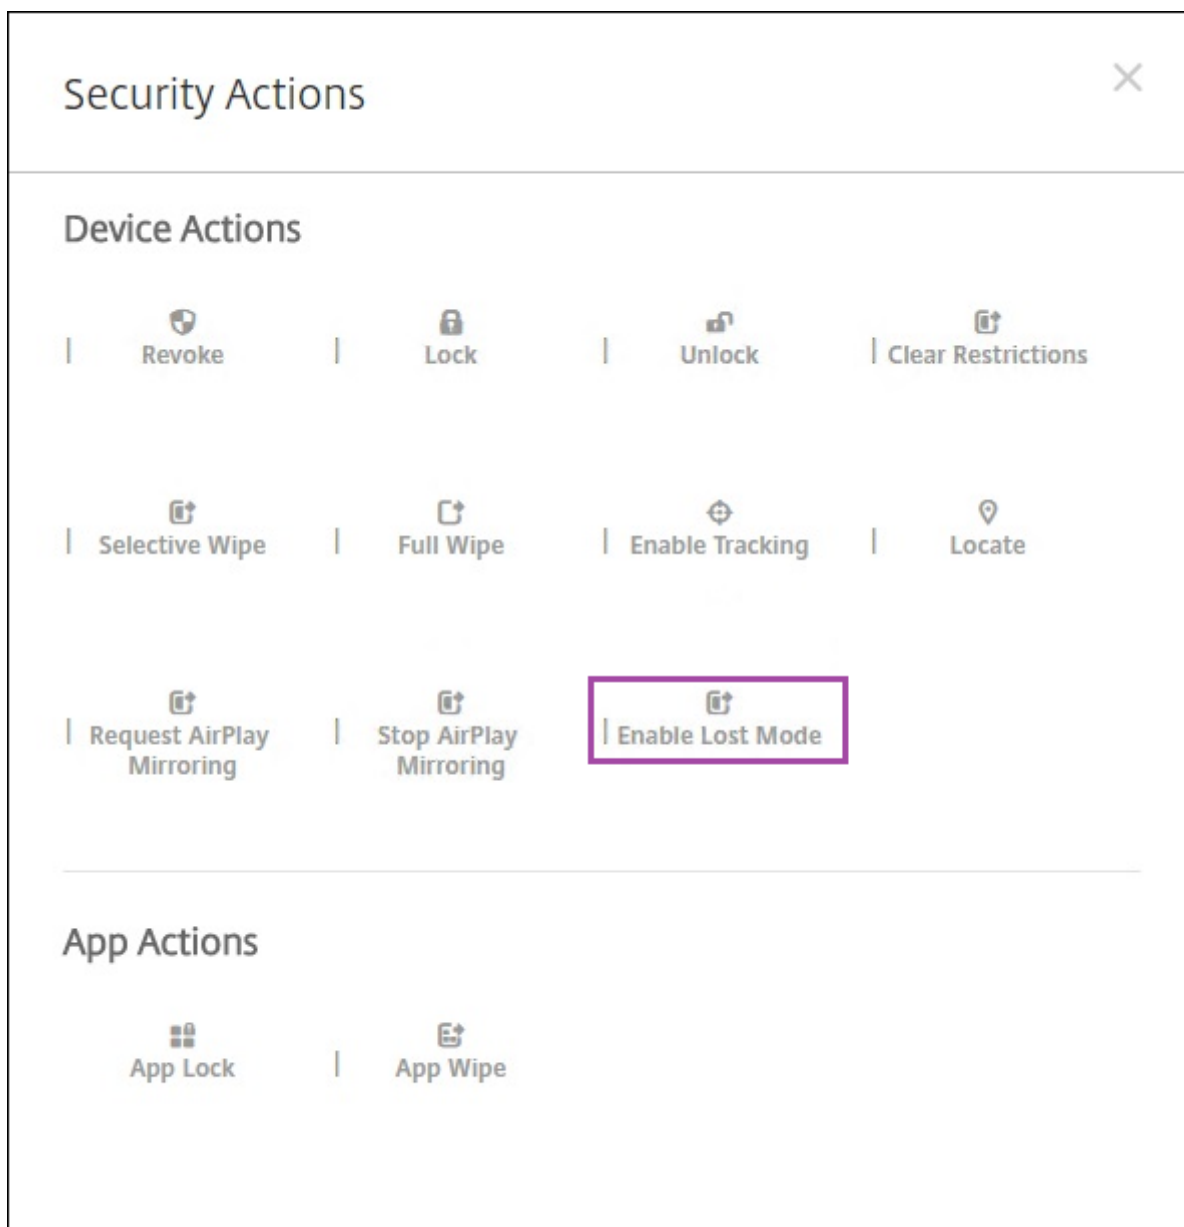 Security Actions
Device Actions
Revoke
Lock
Unlock
Clear Restrictions
Selective Wipe
Full Wipe
Enable Tracking
Locate
Request AirPlay
Mirroring
Stop AirPlay
Mirroring
Enable Lost Mode
App Actions
App Lock
App Wipe